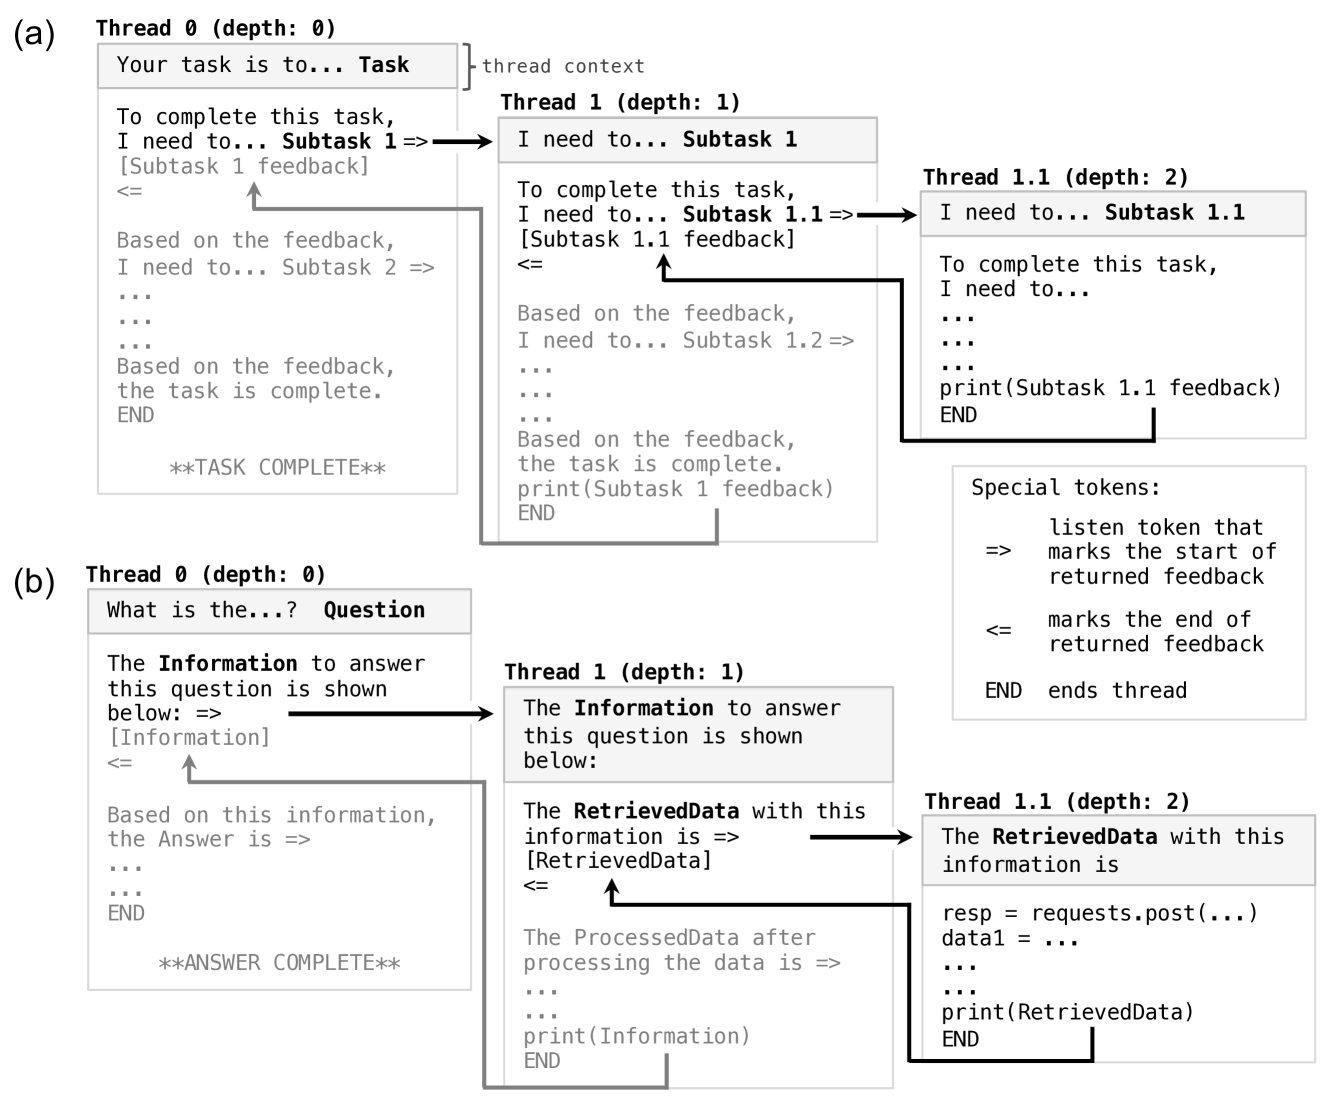 (a)
Thread 0 (depth: 0)
Your task is to... Task
thread context
To complete this task,
I need to... Subtask 1 =>
[Subtask 1 feedback]
<=
Based on the feedback,
I need to... Subtask 2 =>
...
...
...
Based on the feedback,
the task is complete.
END
**TASK COMPLETE**
Thread 1 (depth: 1)
I need to... Subtask 1
To complete this task,
I need to... Subtask 1.1 =>
[Subtask 1.1 feedback]
<=
Based on the feedback,
I need to... Subtask 1.2 =>
...
...
...
Based on the feedback,
the task is complete.
print(Subtask 1 feedback)
END
Thread 1.1 (depth: 2)
I need to... Subtask 1.1
To complete this task,
I need to...
...
...
...
print(Subtask 1.1 feedback)
END
Special tokens:
=> listen token that
marks the start of
returned feedback
<= marks the end of
returned feedback
END ends thread
(b)
Thread 0 (depth: 0)
What is the...? Question
The Information to answer
this question is shown
below: =>
[Information]
<=
Based on this information,
the Answer is =>
...
...
END
**ANSWER COMPLETE**
Thread 1 (depth: 1)
The Information to answer
this question is shown
below:
The RetrievedData with this
information is =>
[RetrievedData]
<=
The ProcessedData after
processing the data is =>
...
...
print(Information)
END
Thread 1.1 (depth: 2)
The RetrievedData with this
information is
resp = requests.post(...)
data1 = ...
...
...
print(RetrievedData)
END